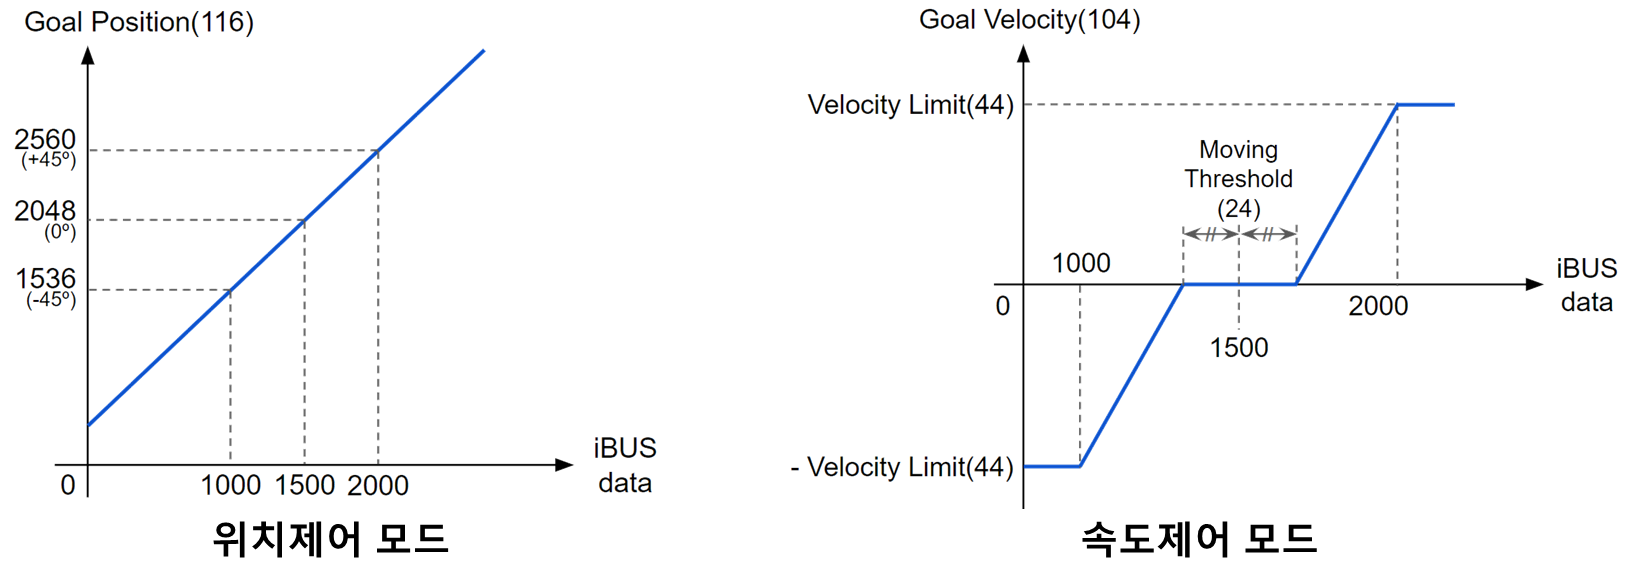 Goal Position(116)
2560
(+45º)
2048
(0º)
1536
(-45º)
0
1000
1500
2000
iBUS
data
위치제어 모드
Goal Velocity(104)
Velocity Limit(44)
Moving
Threshold
(24)
1000
0
1500
2000
iBUS
data
- Velocity Limit(44)
속도제어 모드